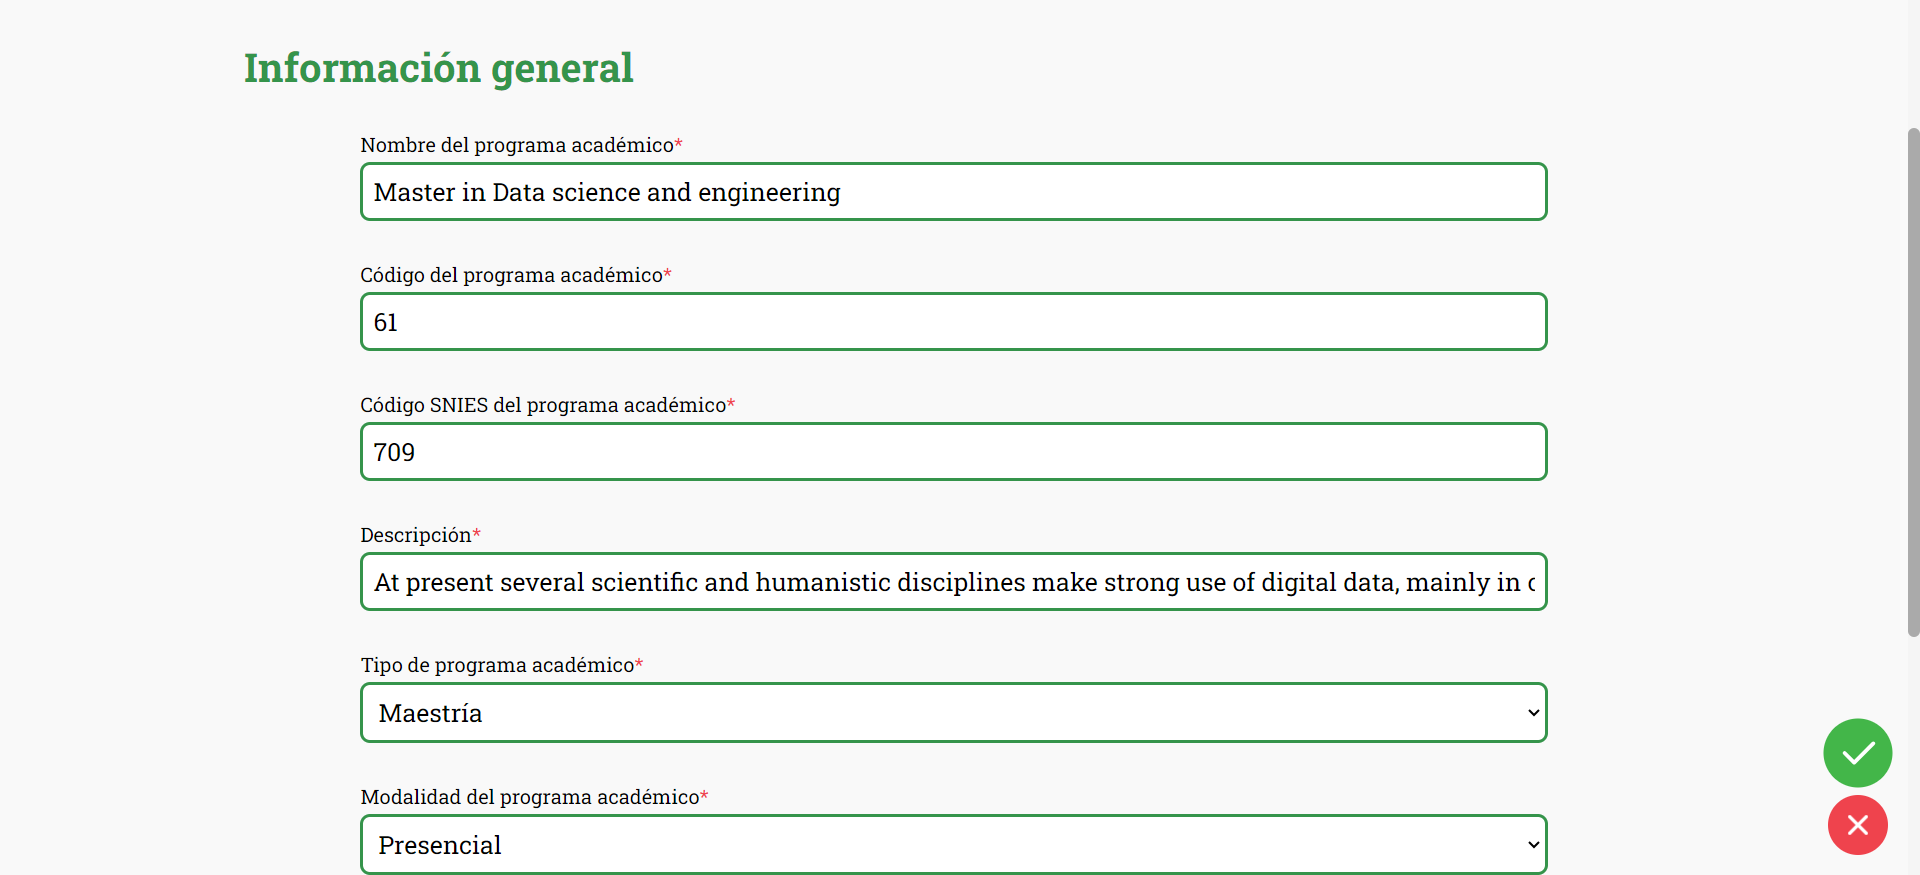 Información general
Nombre del programa académico*
Master in Data science and engineering
Código del programa académico*
61
Código SNIES del programa académico*
709
Descripción*
At present several scientific and humanistic disciplines make strong use of digital data, mainly in
Tipo de programa académico*
Maestría
Modalidad del programa académico*
Presencial